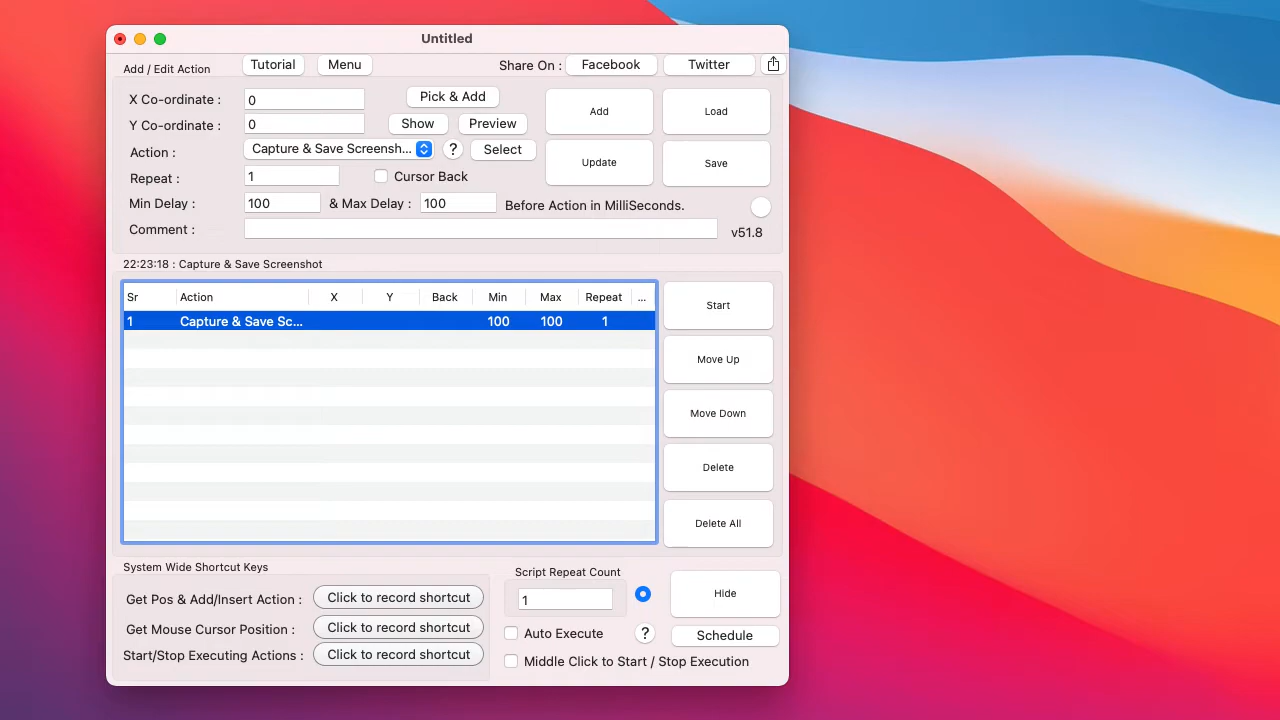 Untitled
Add / Edit Action
Tutorial
Menu
Share On :
Facebook
Twitter
X Co-ordinate :
0
Pick & Add
Y Co-ordinate :
0
Show
Preview
Add
Load
Action :
Capture & Save Screensh...
?
Select
Update
Save
Repeat :
1
Cursor Back
Min Delay :
100
& Max Delay :
100
Before Action in MilliSeconds.
Comment :
v51.8
22:23:18 : Capture & Save Screenshot
Sr Action X Y Back Min Max Repeat ...
1 Capture & Save Sc... 100 100 1
Start
Move Up
Move Down
Delete
Delete All
System Wide Shortcut Keys
Get Pos & Add/Insert Action :
Click to record shortcut
Get Mouse Cursor Position :
Click to record shortcut
Start/Stop Executing Actions :
Click to record shortcut
Script Repeat Count
1
Hide
Auto Execute
?
Schedule
Middle Click to Start / Stop Execution